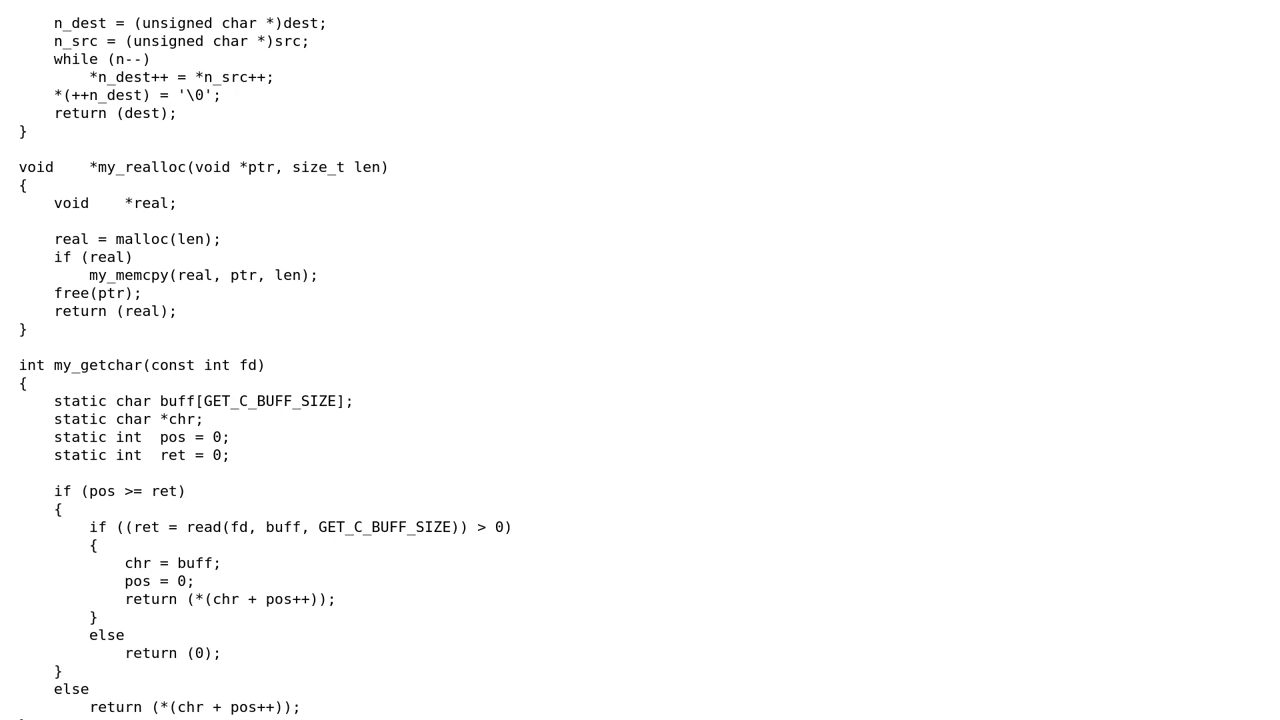 n_dest = (unsigned char *)dest;
    n_src = (unsigned char *)src;
    while (n--)
        *n_dest++ = *n_src++;
    *(++n_dest) = '\0';
    return (dest);
}

void    *my_realloc(void *ptr, size_t len)
{
    void    *real;

    real = malloc(len);
    if (real)
        my_memcpy(real, ptr, len);
    free(ptr);
    return (real);
}

int my_getchar(const int fd)
{
    static char buff[GET_C_BUFF_SIZE];
    static char *chr;
    static int  pos = 0;
    static int  ret = 0;

    if (pos >= ret)
    {
        if ((ret = read(fd, buff, GET_C_BUFF_SIZE)) > 0)
        {
            chr = buff;
            pos = 0;
            return (*(chr + pos++));
        }
        else
            return (0);
    }
    else
        return (*(chr + pos++));